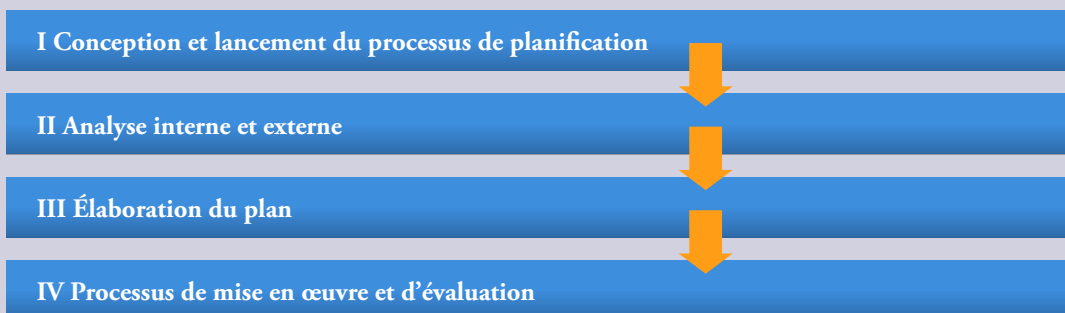 I Conception et lancement du processus de planification
II Analyse interne et externe
III Élaboration du plan
IV Processus de mise en œuvre et d’évaluation